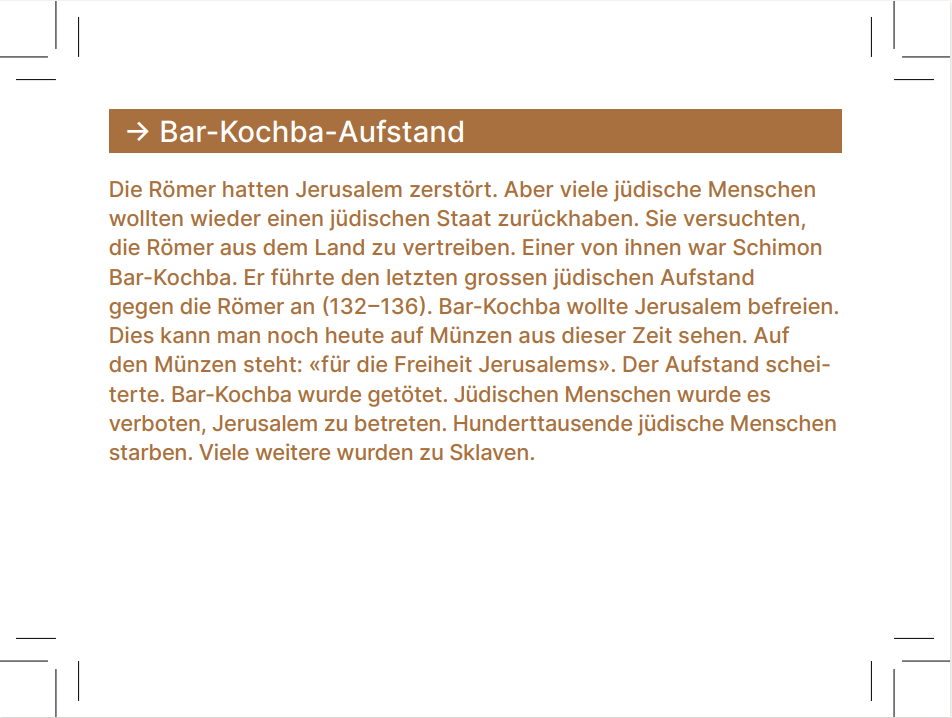 → Bar-Kochba-Aufstand
Die Römer hatten Jerusalem zerstört. Aber viele jüdische Menschen
wollten wieder einen jüdischen Staat zurückhaben. Sie versuchten,
die Römer aus dem Land zu vertreiben. Einer von ihnen war Schimon
Bar-Kochba. Er führte den letzten grossen jüdischen Aufstand
gegen die Römer an (132–136). Bar-Kochba wollte Jerusalem befreien.
Dies kann man noch heute auf Münzen aus dieser Zeit sehen. Auf
den Münzen steht: «für die Freiheit Jerusalems». Der Aufstand schei-
terte. Bar-Kochba wurde getötet. Jüdischen Menschen wurde es
verboten, Jerusalem zu betreten. Hunderttausende jüdische Menschen
starben. Viele weitere wurden zu Sklaven.